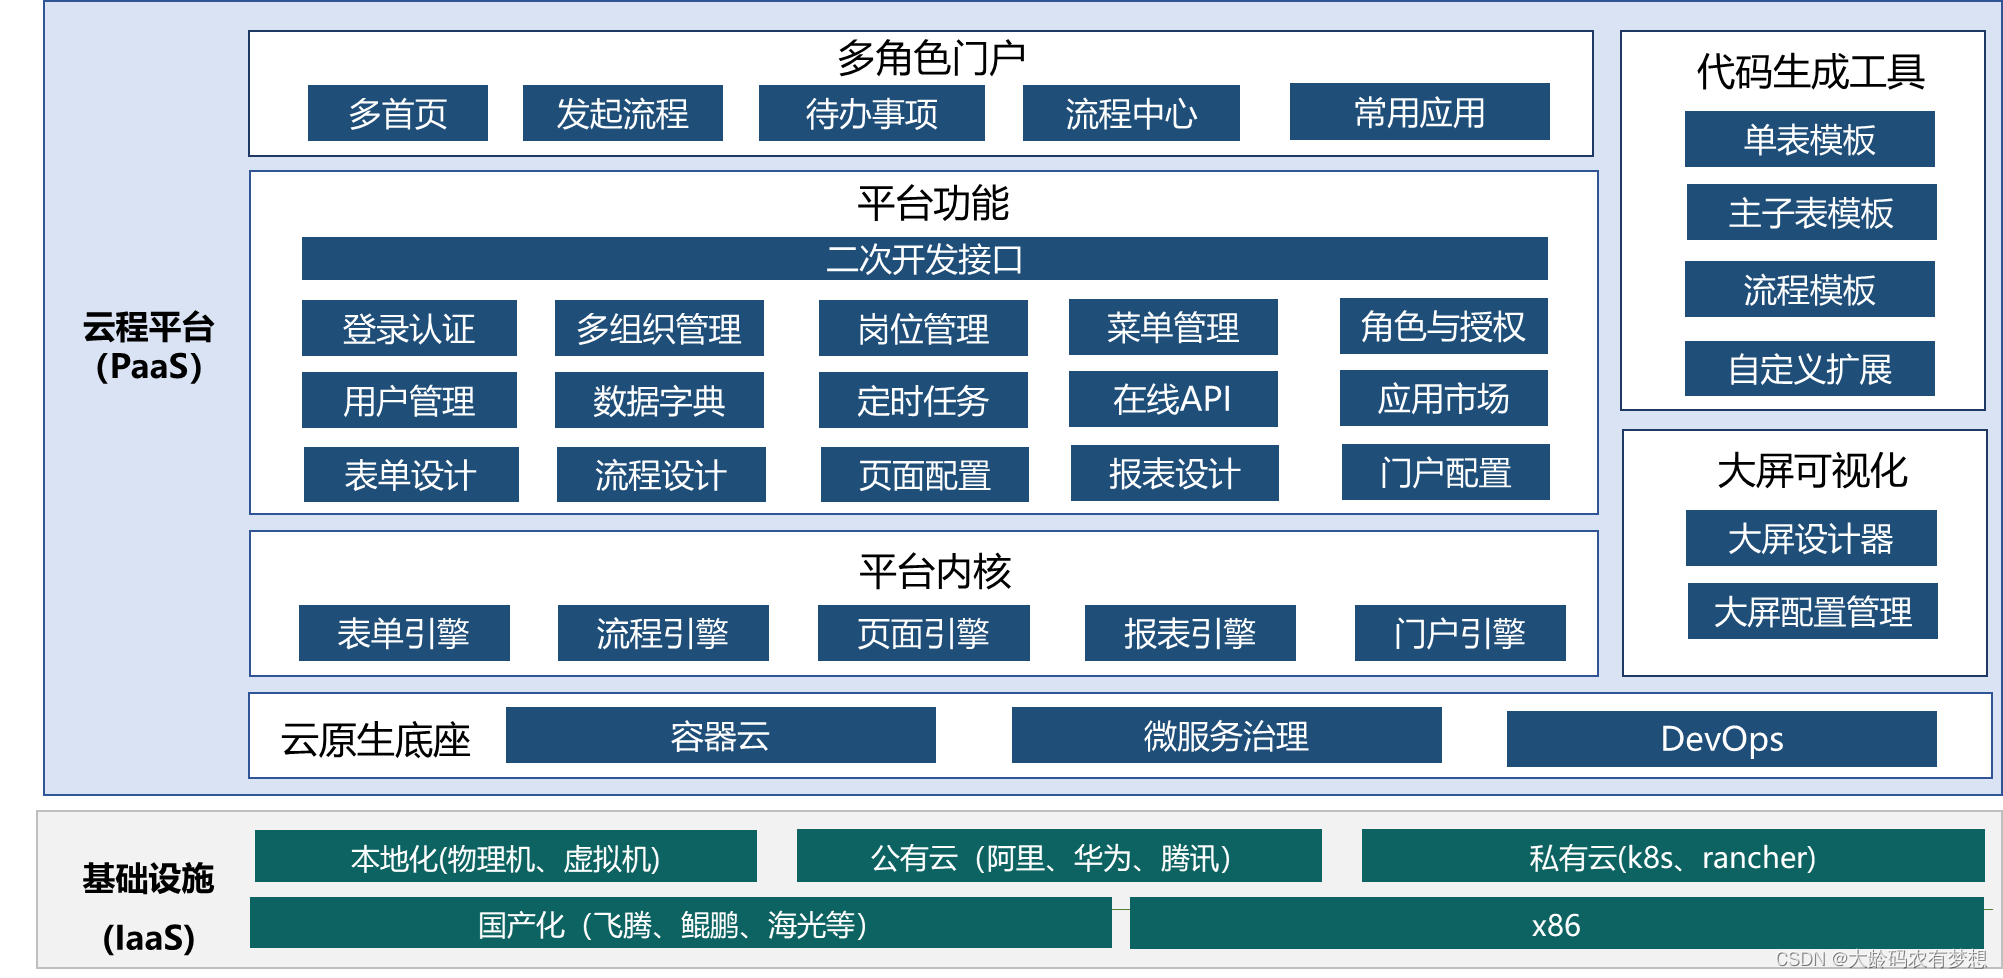 云程平台
（PaaS）
多角色门户
多首页
发起流程
待办事项
流程中心
常用应用
平台功能
二次开发接口
登录认证
多组织管理
岗位管理
菜单管理
角色与授权
用户管理
数据字典
定时任务
在线API
应用市场
表单设计
流程设计
页面配置
报表设计
门户配置
平台内核
表单引擎
流程引擎
页面引擎
报表引擎
门户引擎
代码生成工具
单表模板
主子表模板
流程模板
自定义扩展
大屏可视化
大屏设计器
大屏配置管理
云原生底座
容器云
微服务治理
DevOps
基础设施
(IaaS)
本地化(物理机、虚拟机)
公有云（阿里、华为、腾讯）
私有云(k8s、rancher)
国产化（飞腾、鲲鹏、海光等）
x86
CSDN @大龄码农有梦想